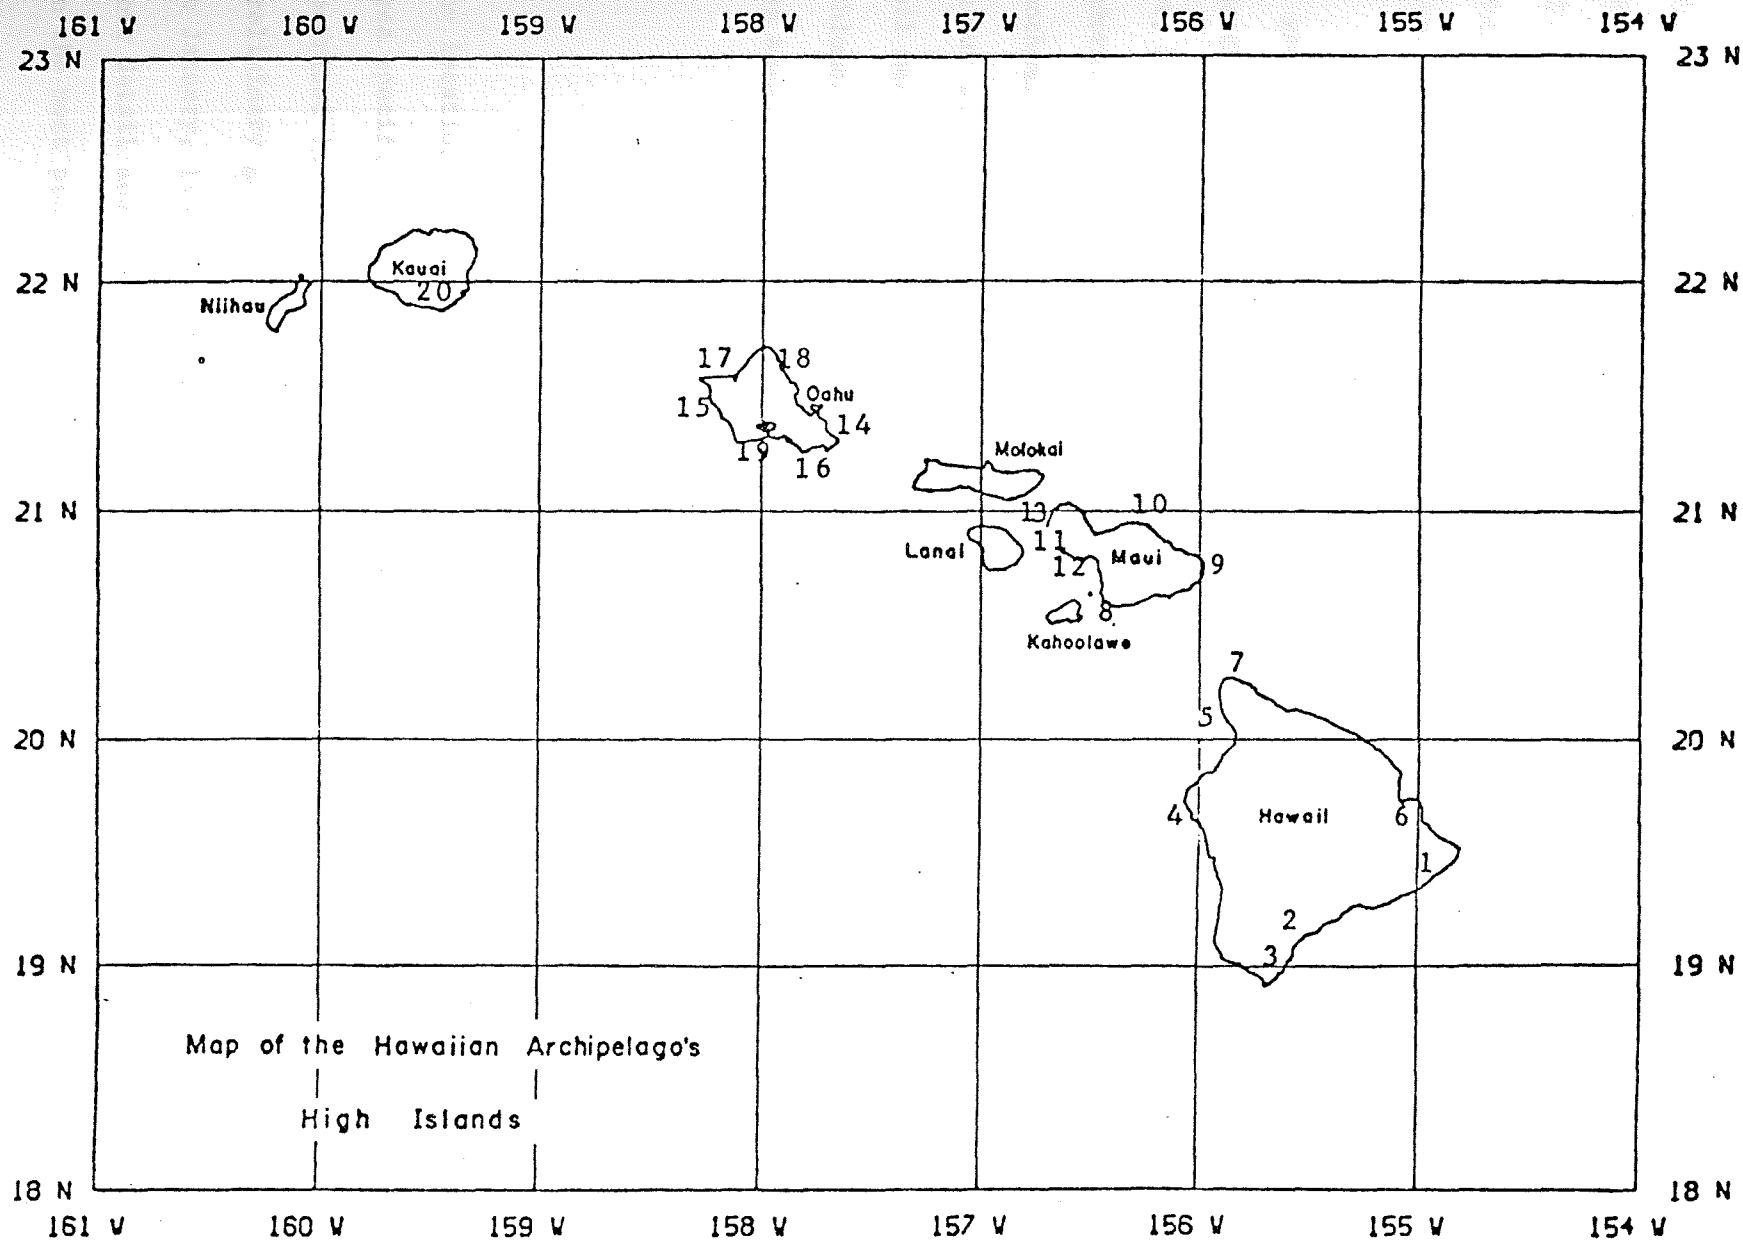 161 W 160 W 159 W 158 W 157 W 156 W 155 W 154 W
23 N 23 N
Kauai
22 N 20 22 N
Niihau
17 18
Oahu
15 14
19 16
Molokai
21 N 13 10 21 N
11
Lanai Maui 9
12
8
Kahoolawe
7
5
20 N 20 N
4 Hawaii 6
1
2
3
19 N 19 N
Map of the Hawaiian Archipelago's
High Islands
18 N 18 N
161 W 160 W 159 W 158 W 157 W 156 W 155 W 154 W